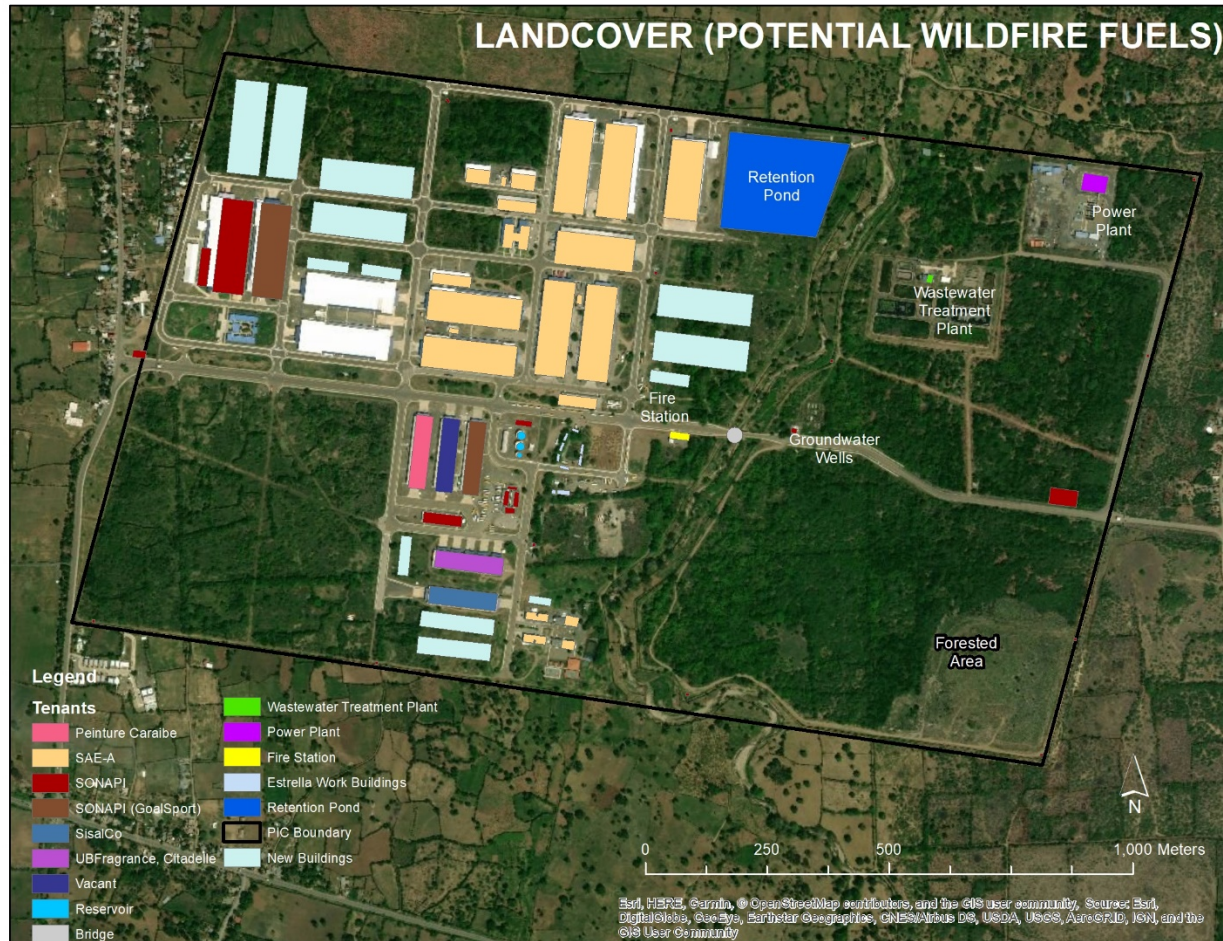 LANDCOVER (POTENTIAL WILDFIRE FUELS)
Retention
Pond
Power
Plant
Wastewater
Treatment
Plant
Fire
Station
Groundwater
Wells
Forested
Area
Legend
Tenants
Peinture Caraibe
SAE-A
SONAPI
SONAPI (GoalSport)
SisalCo
UBFragrance, Citadelle
Vacant
Reservoir
Bridge
Wastewater Treatment Plant
Power Plant
Fire Station
Estrella Work Buildings
Retention Pond
PIC Boundary
New Buildings
N
0 250 500 1,000 Meters
Esri, HERE, Garmin, © OpenStreetMap contributors, and the GIS user community, Source: Esri,
DigitalGlobe, GeoEye, Earthstar Geographics, CNES/Airbus DS, USDA, USGS, AeroGRID, IGN, and the
GIS User Community